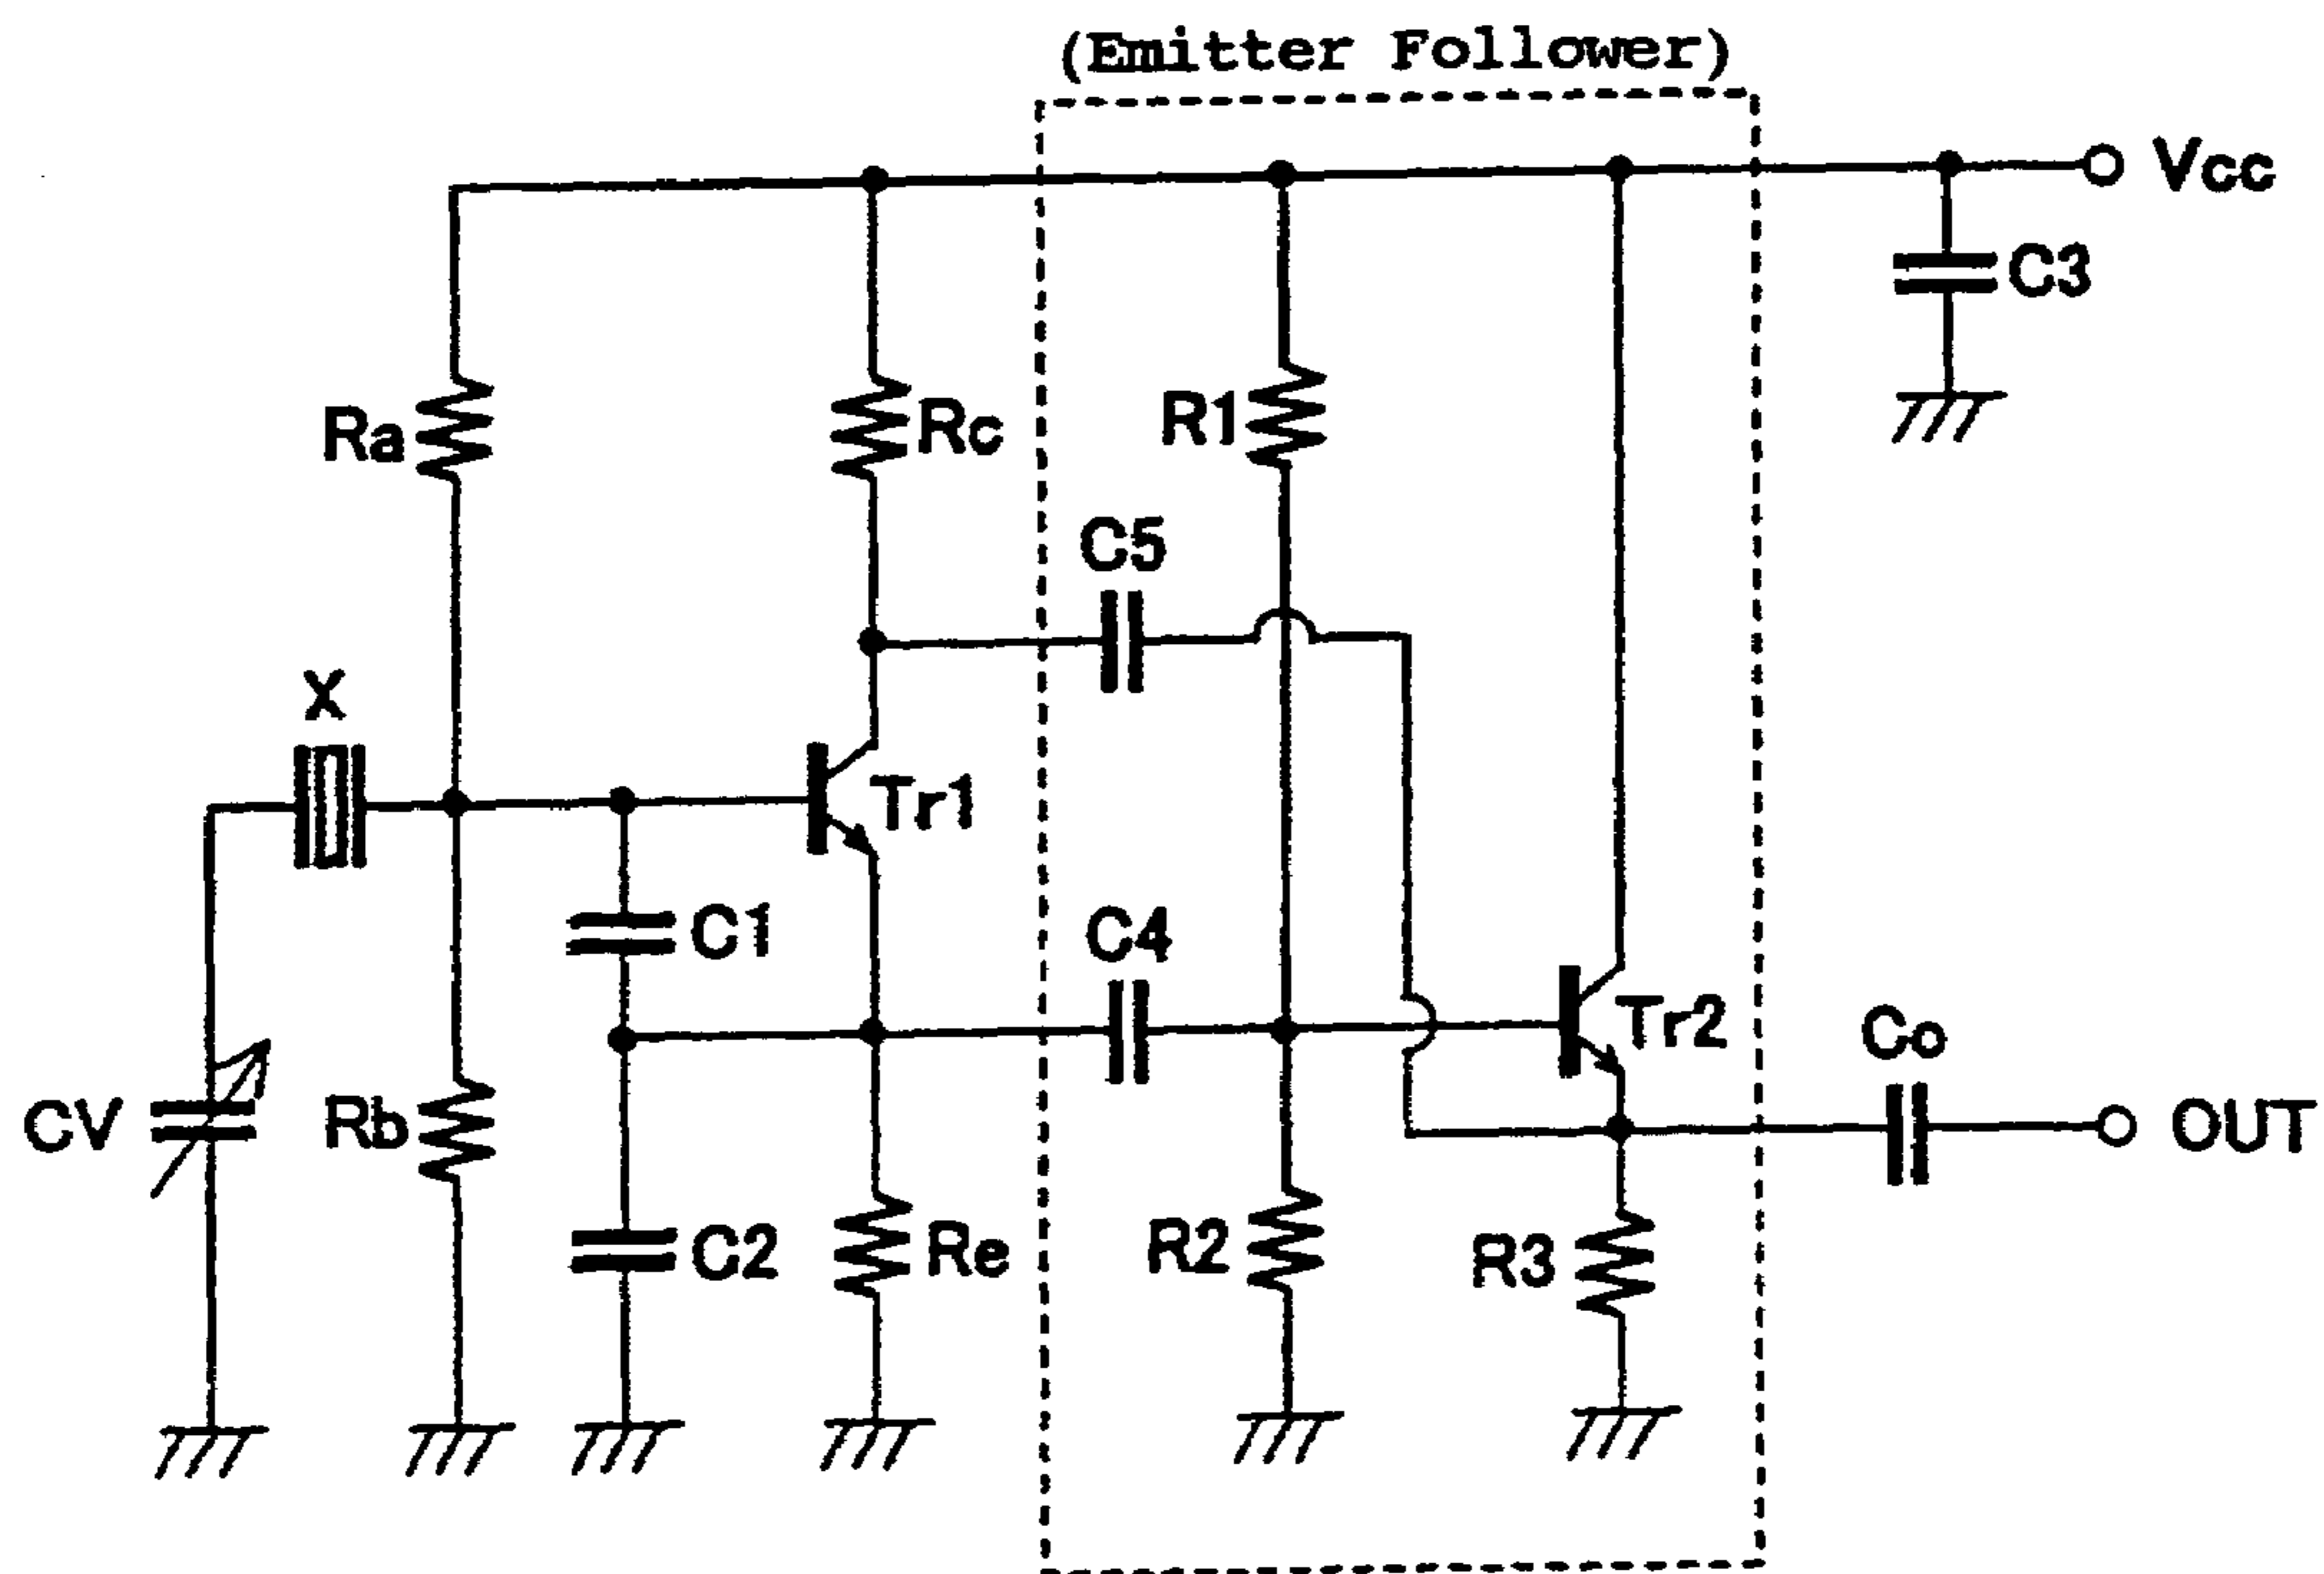 (Emitter Follower)
Vcc
C3
Ra
Rc
R1
C5
X
Tr1
C1
C4
Tr2
Co
CV
Rb
OUT
C2
Re
R2
R3